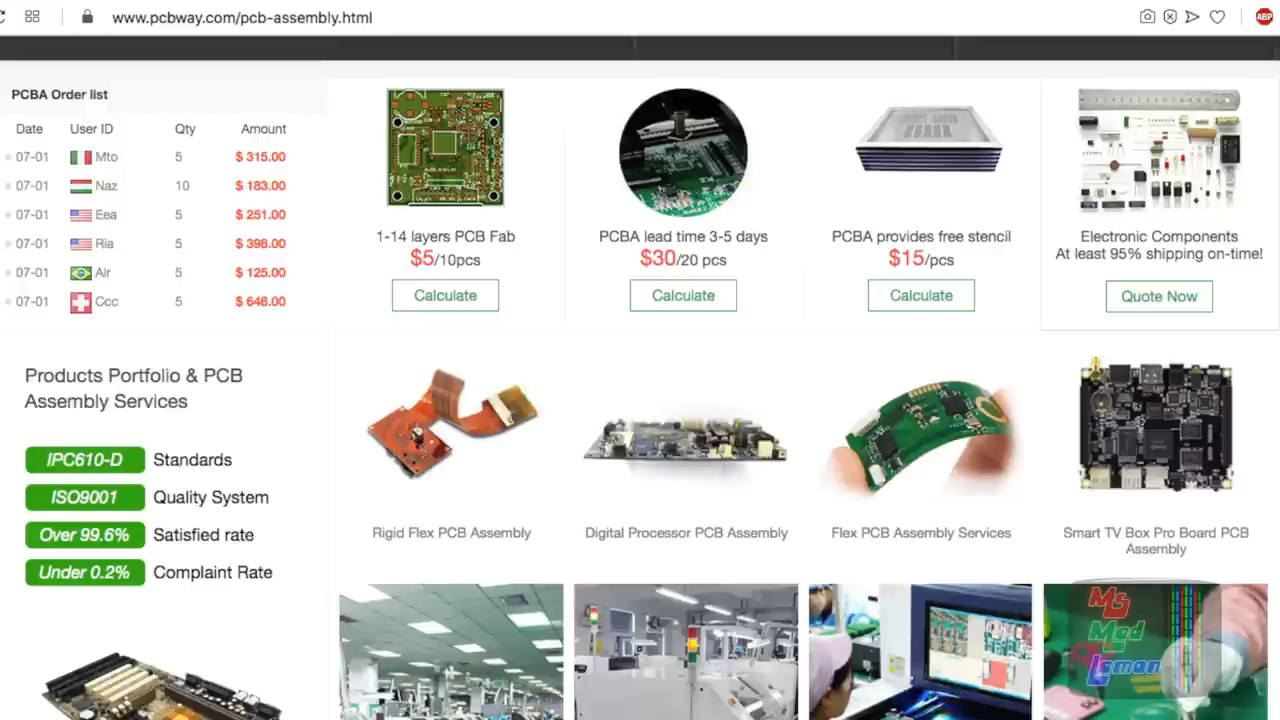 www.pcbway.com/pcb-assembly.html
ABP
PCBA Order list
Date User ID Qty Amount
07-01 Mto 5 $ 315.00
07-01 Naz 10 $ 183.00
07-01 Eea 5 $ 251.00
07-01 Ria 5 $ 398.00
07-01 Air 5 $ 125.00
07-01 Ccc 5 $ 648.00
1-14 layers PCB Fab
$5/10pcs
Calculate
PCBA lead time 3-5 days
$30/20 pcs
Calculate
PCBA provides free stencil
$15/pcs
Calculate
Electronic Components
At least 95% shipping on-time!
Quote Now
Products Portfolio & PCB
Assembly Services
IPC610-D Standards
ISO9001 Quality System
Over 99.6% Satisfied rate
Under 0.2% Complaint Rate
Rigid Flex PCB Assembly
Digital Processor PCB Assembly
Flex PCB Assembly Services
Smart TV Box Pro Board PCB
Assembly
MS
Mad
Lemon